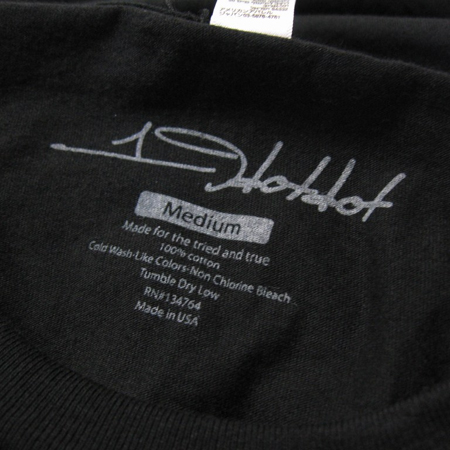 19HotHot
Medium
Made for the tried and true
100% cotton
Cold Wash-Like Colors-Non Chlorine Bleach
Tumble Dry Low
RN#134764
Made in USA